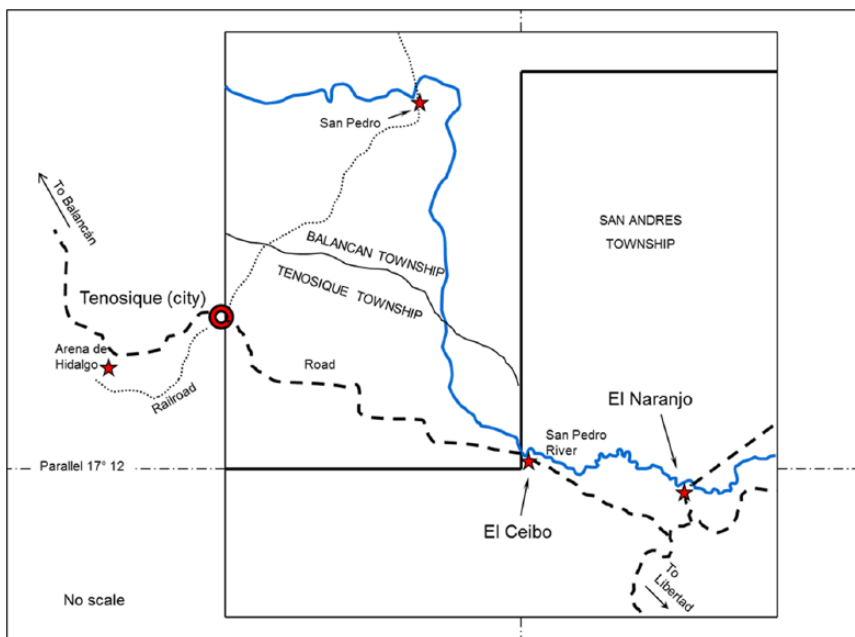 San Pedro
To Balancán
SAN ANDRES
TOWNSHIP
BALANCAN TOWNSHIP
TENOSIQUE TOWNSHIP
Tenosique (city)
Arena de
Hidalgo
Road
Railroad
El Naranjo
San Pedro
River
Parallel 17° 12
El Ceibo
To
Libertad
No scale